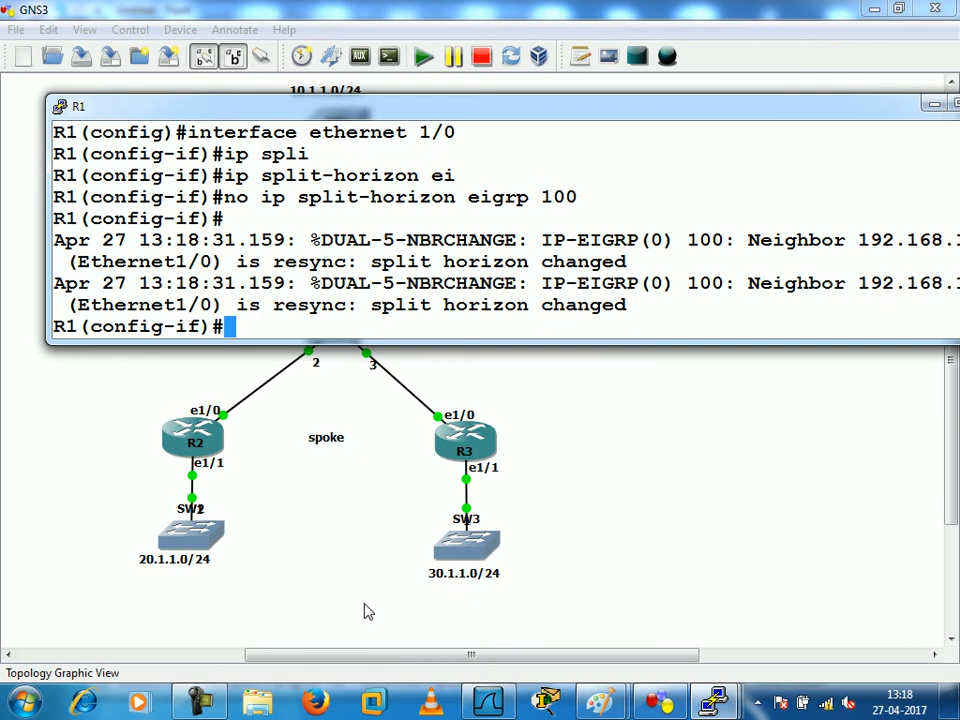 GNS3
File Edit View Control Device Annotate Help
10.1.1.0/24
R1
R1(config)#interface ethernet 1/0
R1(config-if)#ip spli
R1(config-if)#ip split-horizon ei
R1(config-if)#no ip split-horizon eigrp 100
R1(config-if)#
Apr 27 13:18:31.159: %DUAL-5-NBRCHANGE: IP-EIGRP(0) 100: Neighbor 192.168.1
(Ethernet1/0) is resync: split horizon changed
Apr 27 13:18:31.159: %DUAL-5-NBRCHANGE: IP-EIGRP(0) 100: Neighbor 192.168.1
(Ethernet1/0) is resync: split horizon changed
R1(config-if)#
2 3
e1/0 e1/0
R2 spoke R3
e1/1 e1/1
SW3
20.1.1.0/24
30.1.1.0/24
Topology Graphic View
13:18
27-04-2017